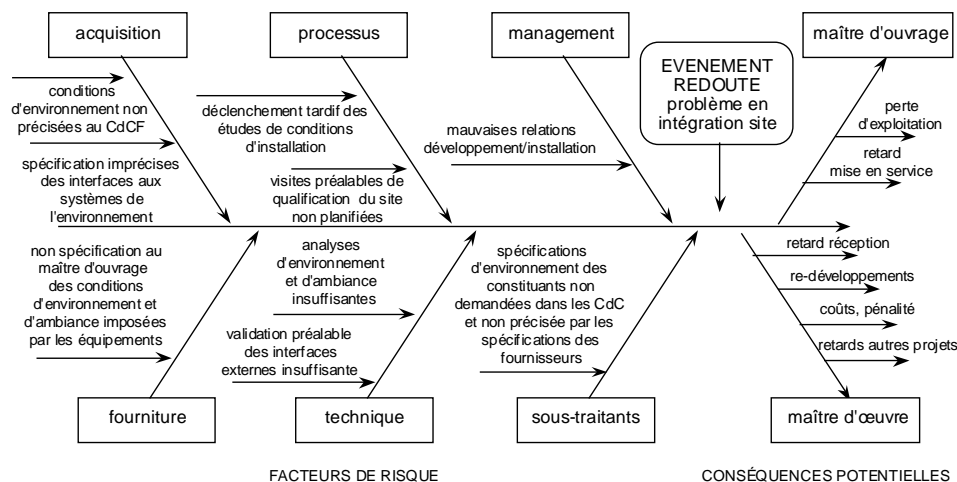 acquisition
processus
management
maître d'ouvrage
EVENEMENT
REDOUTE
problème en
intégration site
conditions
d'environnement non
précisées au CdCF
déclenchement tardif des
études de conditions
d'installation
mauvaises relations
développement/installation
perte
d'exploitation
retard
mise en service
spécification imprécises
des interfaces aux
systèmes de
l'environnement
visites préalables de
qualification du site
non planifiées
non spécification au
maître d'ouvrage
des conditions
d'environnement et
d'ambiance imposées
par les équipements
analyses
d'environnement
et d'ambiance
insuffisantes
validation préalable
des interfaces
externes insuffisante
spécifications
d'environnement des
constituants non
demandées dans les CdC
et non précisée par les
spécifications des
fournisseurs
retard réception
re-développements
coûts, pénalité
retards autres projets
fourniture
technique
sous-traitants
maître d'œuvre
FACTEURS DE RISQUE
CONSÉQUENCES POTENTIELLES